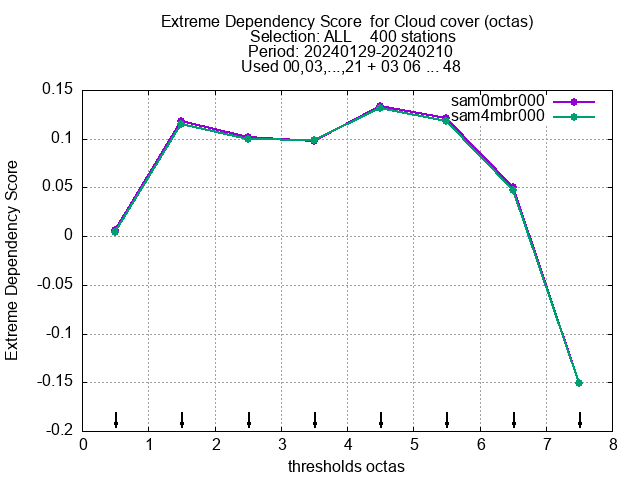 Extreme Dependency Score  for Cloud cover (octas)
Selection: ALL    400 stations
Period: 20240129-20240210
Used 00,03,...,21 + 03 06 ... 48
sam0mbr000
sam4mbr000
Extreme Dependency Score
0.15
0.1
0.05
0
-0.05
-0.1
-0.15
-0.2
0 1 2 3 4 5 6 7 8
thresholds octas